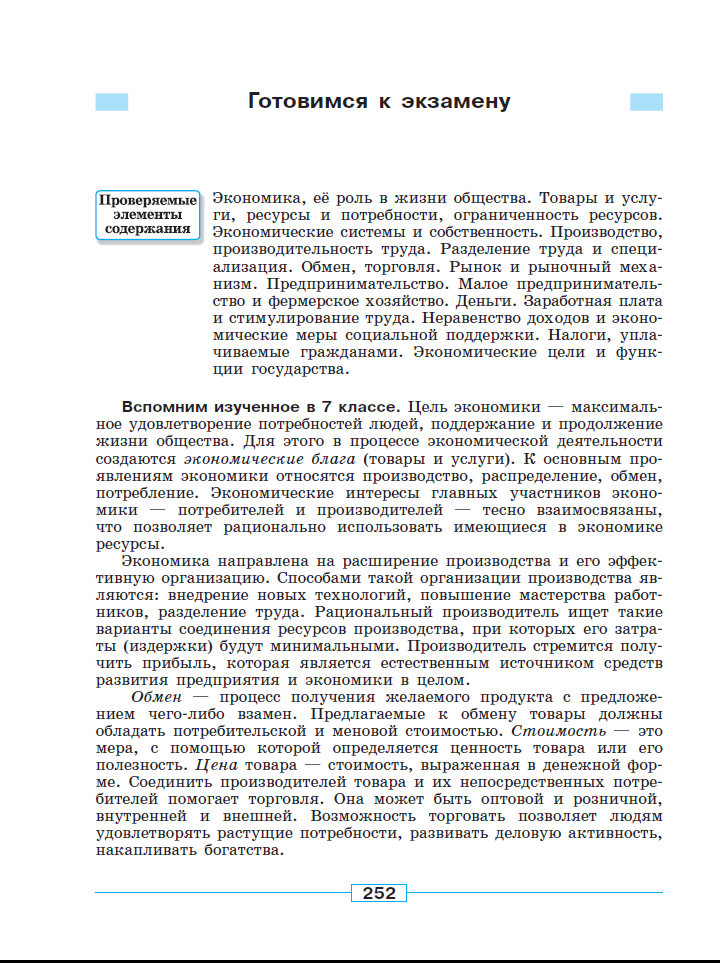 Готовимся к экзамену
Проверяемые
элементы
содержания
Экономика, её роль в жизни общества. Товары и услу-
ги, ресурсы и потребности, ограниченность ресурсов.
Экономические системы и собственность. Производство,
производительность труда. Разделение труда и специ-
ализация. Обмен, торговля. Рынок и рыночный меха-
низм. Предпринимательство. Малое предприниматель-
ство и фермерское хозяйство. Деньги. Заработная плата
и стимулирование труда. Неравенство доходов и эконо-
мические меры социальной поддержки. Налоги, упла-
чиваемые гражданами. Экономические цели и функ-
ции государства.
Вспомним изученное в 7 классе. Цель экономики — максималь-
ное удовлетворение потребностей людей, поддержание и продолжение
жизни общества. Для этого в процессе экономической деятельности
создаются экономические блага (товары и услуги). К основным про-
явлениям экономики относятся производство, распределение, обмен,
потребление. Экономические интересы главных участников эконо-
мики — потребителей и производителей — тесно взаимосвязаны,
что позволяет рационально использовать имеющиеся в экономике
ресурсы.
Экономика направлена на расширение производства и его эффек-
тивную организацию. Способами такой организации производства яв-
ляются: внедрение новых технологий, повышение мастерства работ-
ников, разделение труда. Рациональный производитель ищет такие
варианты соединения ресурсов производства, при которых его затра-
ты (издержки) будут минимальными. Производитель стремится полу-
чить прибыль, которая является естественным источником средств
развития предприятия и экономики в целом.
Обмен — процесс получения желаемого продукта с предложе-
нием чего-либо взамен. Предлагаемые к обмену товары должны
обладать потребительской и меновой стоимостью. Стоимость — это
мера, с помощью которой определяется ценность товара или его
полезность. Цена товара — стоимость, выраженная в денежной фор-
ме. Соединить производителей товара и их непосредственных потре-
бителей помогает торговля. Она может быть оптовой и розничной,
внутренней и внешней. Возможность торговать позволяет людям
удовлетворять растущие потребности, развивать деловую активность,
накапливать богатства.
252